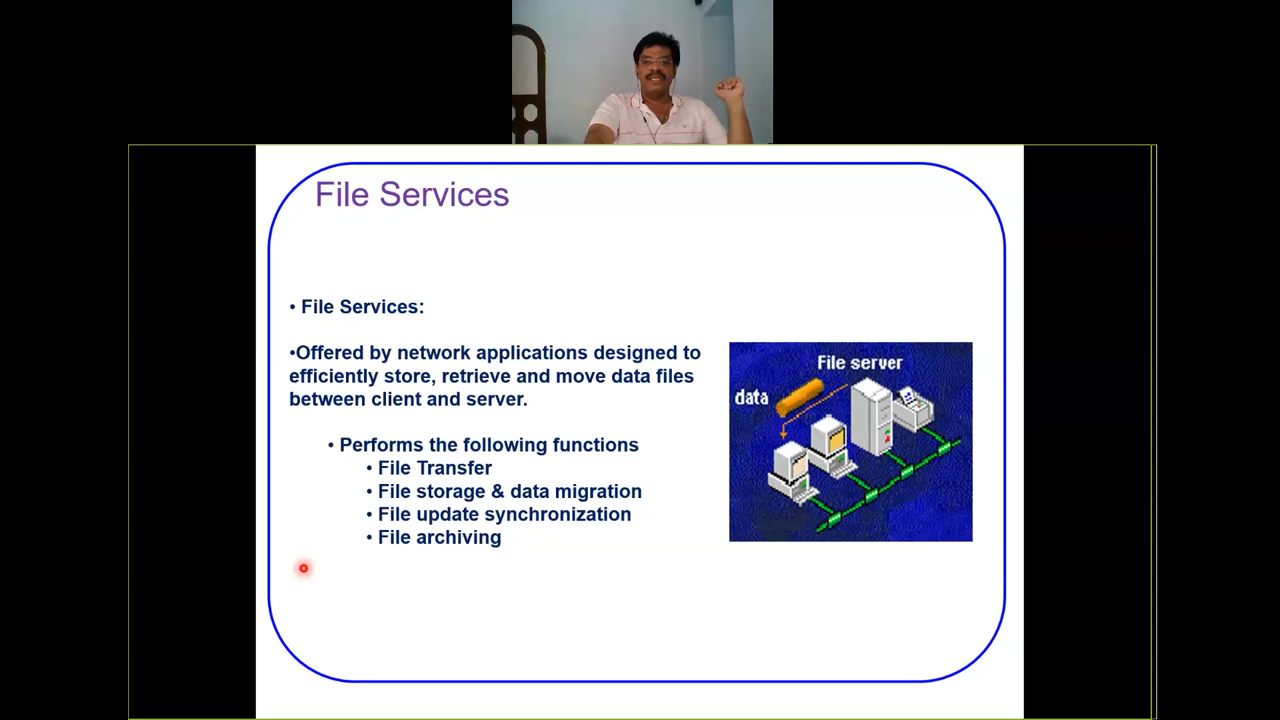 File Services
• File Services:
•Offered by network applications designed to
efficiently store, retrieve and move data files
between client and server.
• Performs the following functions
• File Transfer
• File storage & data migration
• File update synchronization
• File archiving
File server
data